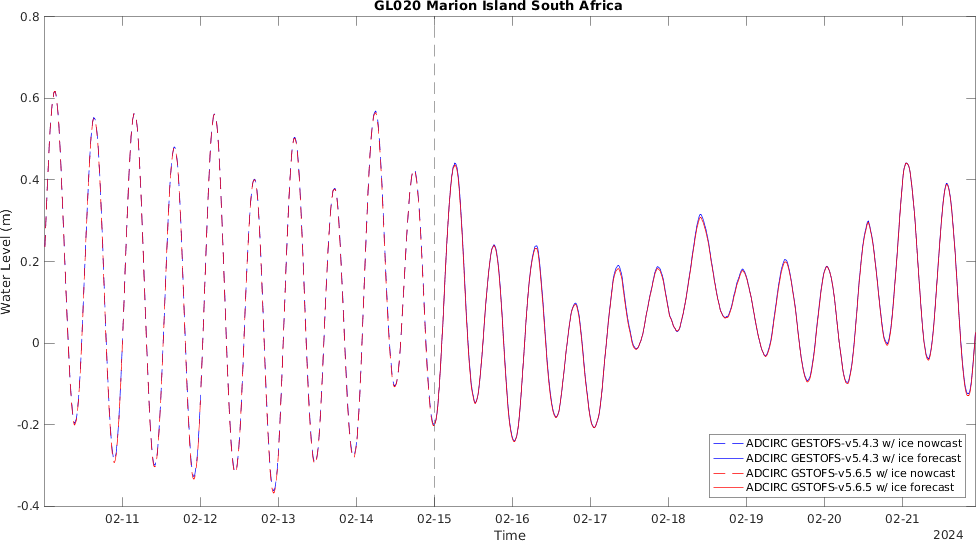 GL020 Marion Island South Africa
0.8
0.6
0.4
0.2
0
-0.2
-0.4
Water Level (m)
ADCIRC GESTOFS-v5.4.3 w/ ice nowcast
ADCIRC GESTOFS-v5.4.3 w/ ice forecast
ADCIRC GSTOFS-v5.6.5 w/ ice nowcast
ADCIRC GSTOFS-v5.6.5 w/ ice forecast
02-11 02-12 02-13 02-14 02-15 02-16 02-17 02-18 02-19 02-20 02-21
Time
2024